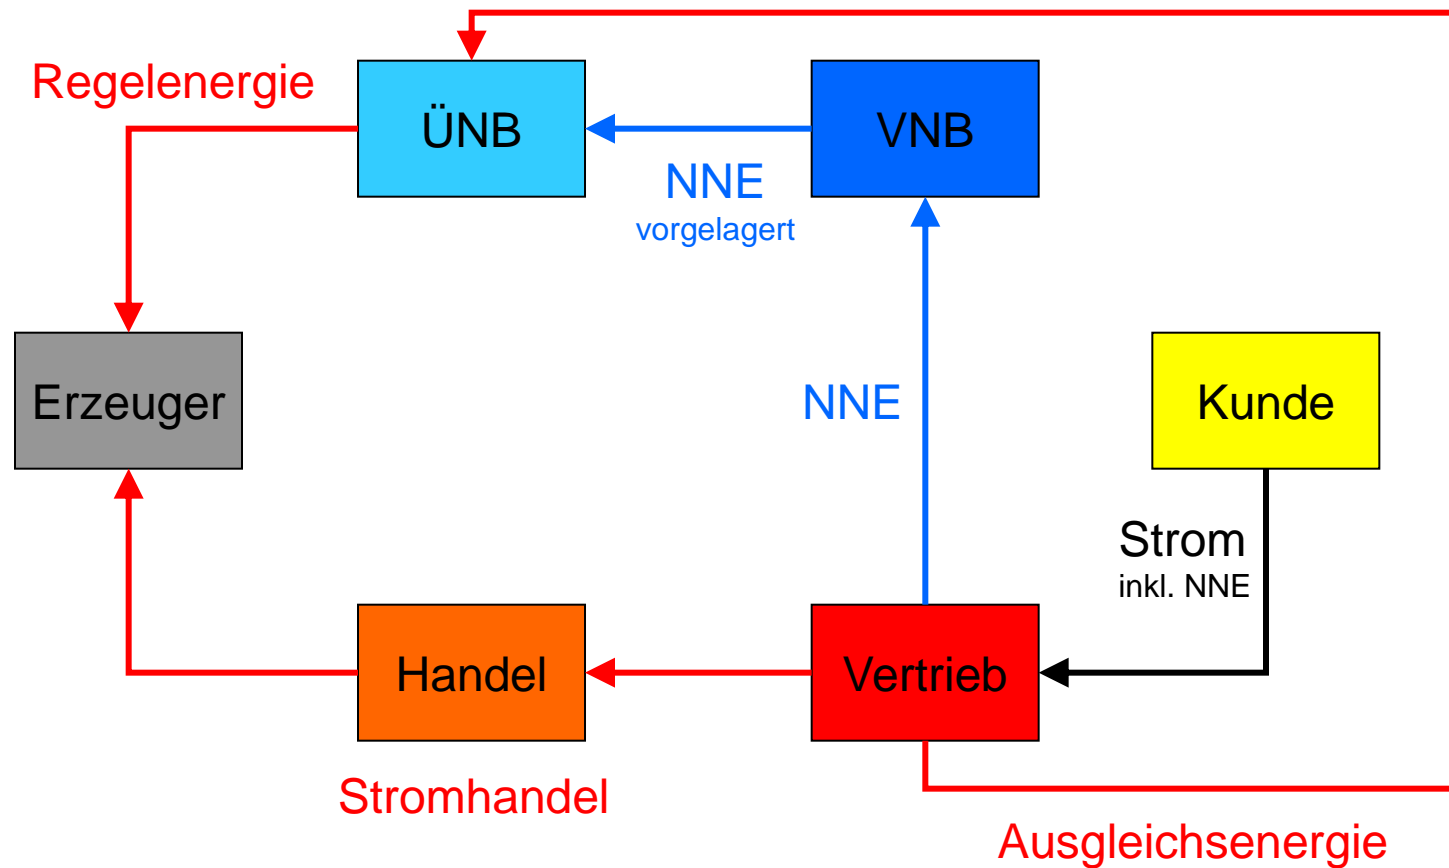 Regelenergie
ÜNB
VNB
NNE
vorgelagert
Erzeuger
NNE
Kunde
Strom
inkl. NNE
Handel
Vertrieb
Stromhandel
Ausgleichsenergie